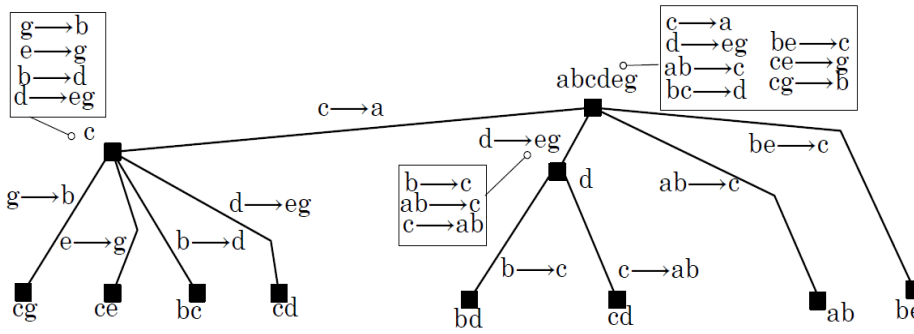 g⟶b
e⟶g
b⟶d
d⟶eg
c
c⟶a
abcdeg
c⟶a
d⟶eg
ab⟶c
bc⟶d
be⟶c
ce⟶g
cg⟶b
d⟶eg
d
b⟶c
ab⟶c
c⟶ab
ab⟶c
be⟶c
g⟶b
e⟶g
b⟶d
d⟶eg
b⟶c
c⟶ab
cg
ce
bc
cd
bd
cd
ab
be